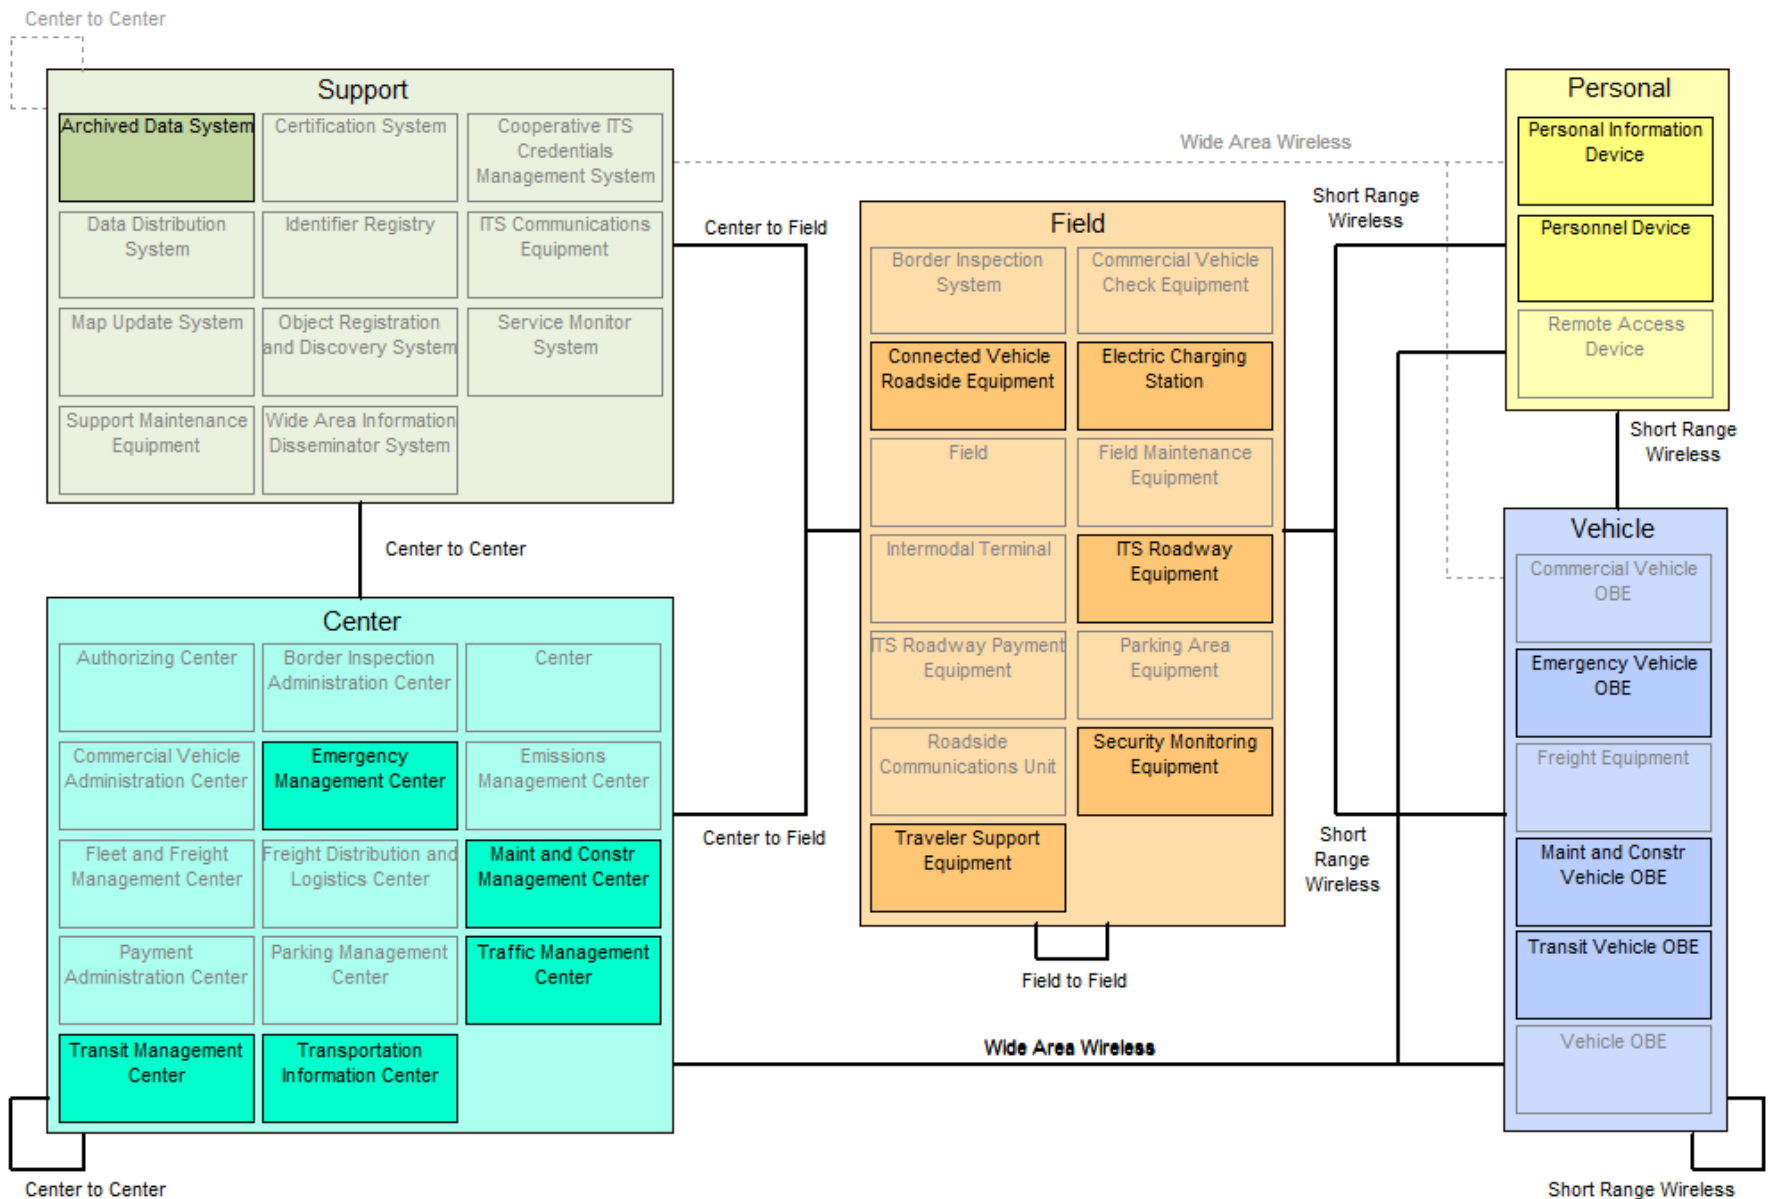 Center to Center
Support
Archived Data System
Certification System
Cooperative ITS
Credentials
Management System
Data Distribution
System
Identifier Registry
ITS Communications
Equipment
Map Update System
Object Registration
and Discovery System
Service Monitor
System
Support Maintenance
Equipment
Wide Area Information
Disseminator System
Center to Center
Center
Authorizing Center
Border Inspection
Administration Center
Center
Commercial Vehicle
Administration Center
Emergency
Management Center
Emissions
Management Center
Fleet and Freight
Management Center
Freight Distribution and
Logistics Center
Maint and Constr
Management Center
Payment
Administration Center
Parking Management
Center
Traffic Management
Center
Transit Management
Center
Transportation
Information Center
Center to Center
Center to Field
Center to Field
Wide Area Wireless
Field
Border Inspection
System
Commercial Vehicle
Check Equipment
Connected Vehicle
Roadside Equipment
Electric Charging
Station
Field
Field Maintenance
Equipment
Intermodal Terminal
ITS Roadway
Equipment
ITS Roadway Payment
Equipment
Parking Area
Equipment
Roadside
Communications Unit
Security Monitoring
Equipment
Traveler Support
Equipment
Field to Field
Wide Area Wireless
Short Range
Wireless
Short
Range
Wireless
Personal
Personal Information
Device
Personnel Device
Remote Access
Device
Short Range
Wireless
Vehicle
Commercial Vehicle
OBE
Emergency Vehicle
OBE
Freight Equipment
Maint and Constr
Vehicle OBE
Transit Vehicle OBE
Vehicle OBE
Short Range Wireless